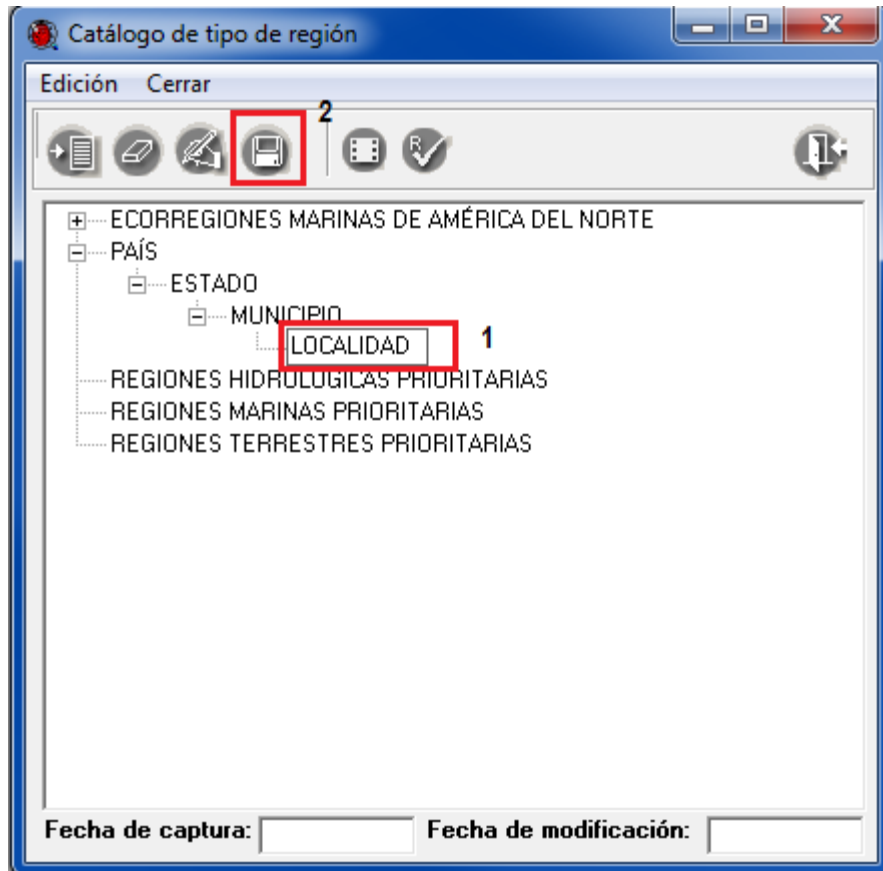 Catálogo de tipo de región
Edición Cerrar
2
R
ECORREGIONES MARINAS DE AMÉRICA DEL NORTE
PAÍS
ESTADO
MUNICIPIO
LOCALIDAD 1
REGIONES HIDROLÓGICAS PRIORITARIAS
REGIONES MARINAS PRIORITARIAS
REGIONES TERRESTRES PRIORITARIAS
Fecha de captura: Fecha de modificación: